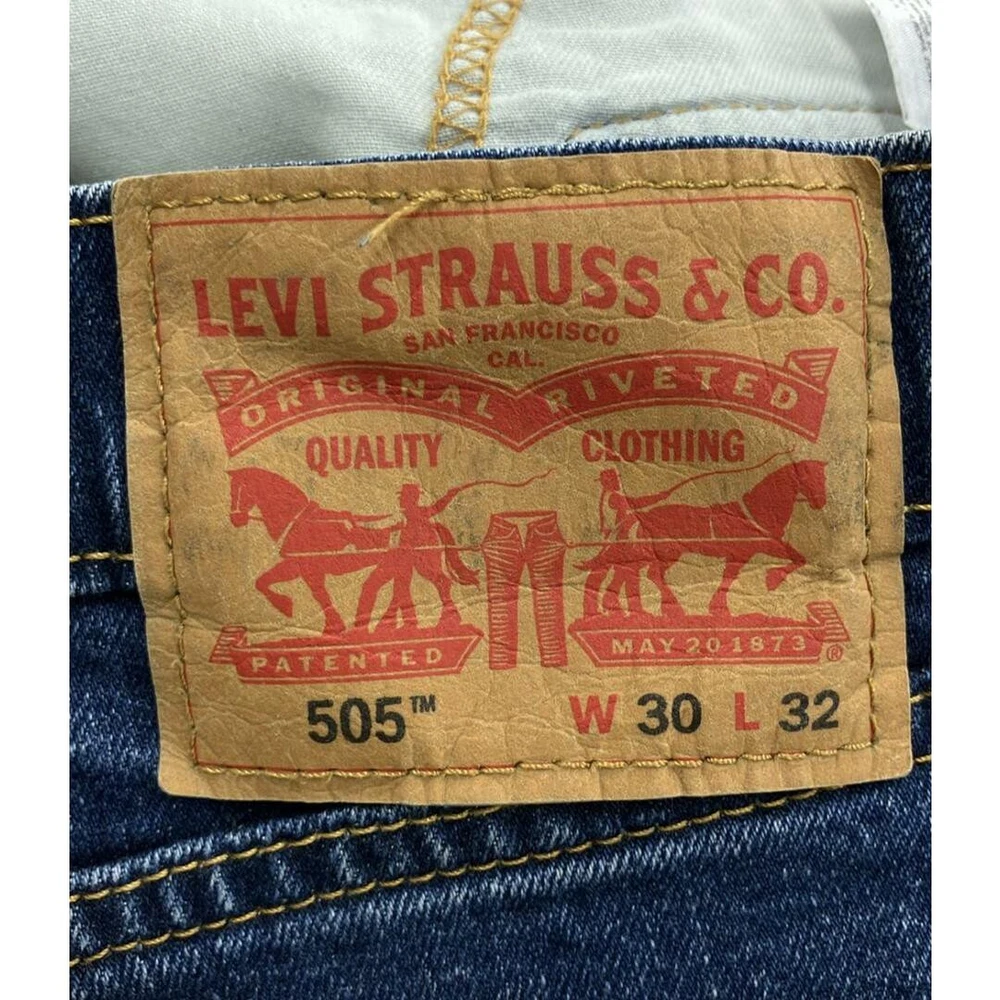 LEVI STRAUSS & CO.
SAN FRANCISCO
CAL.
ORIGINAL RIVETED
QUALITY CLOTHING
PATENTED MAY 20 1873 ®
505™ W 30 L 32